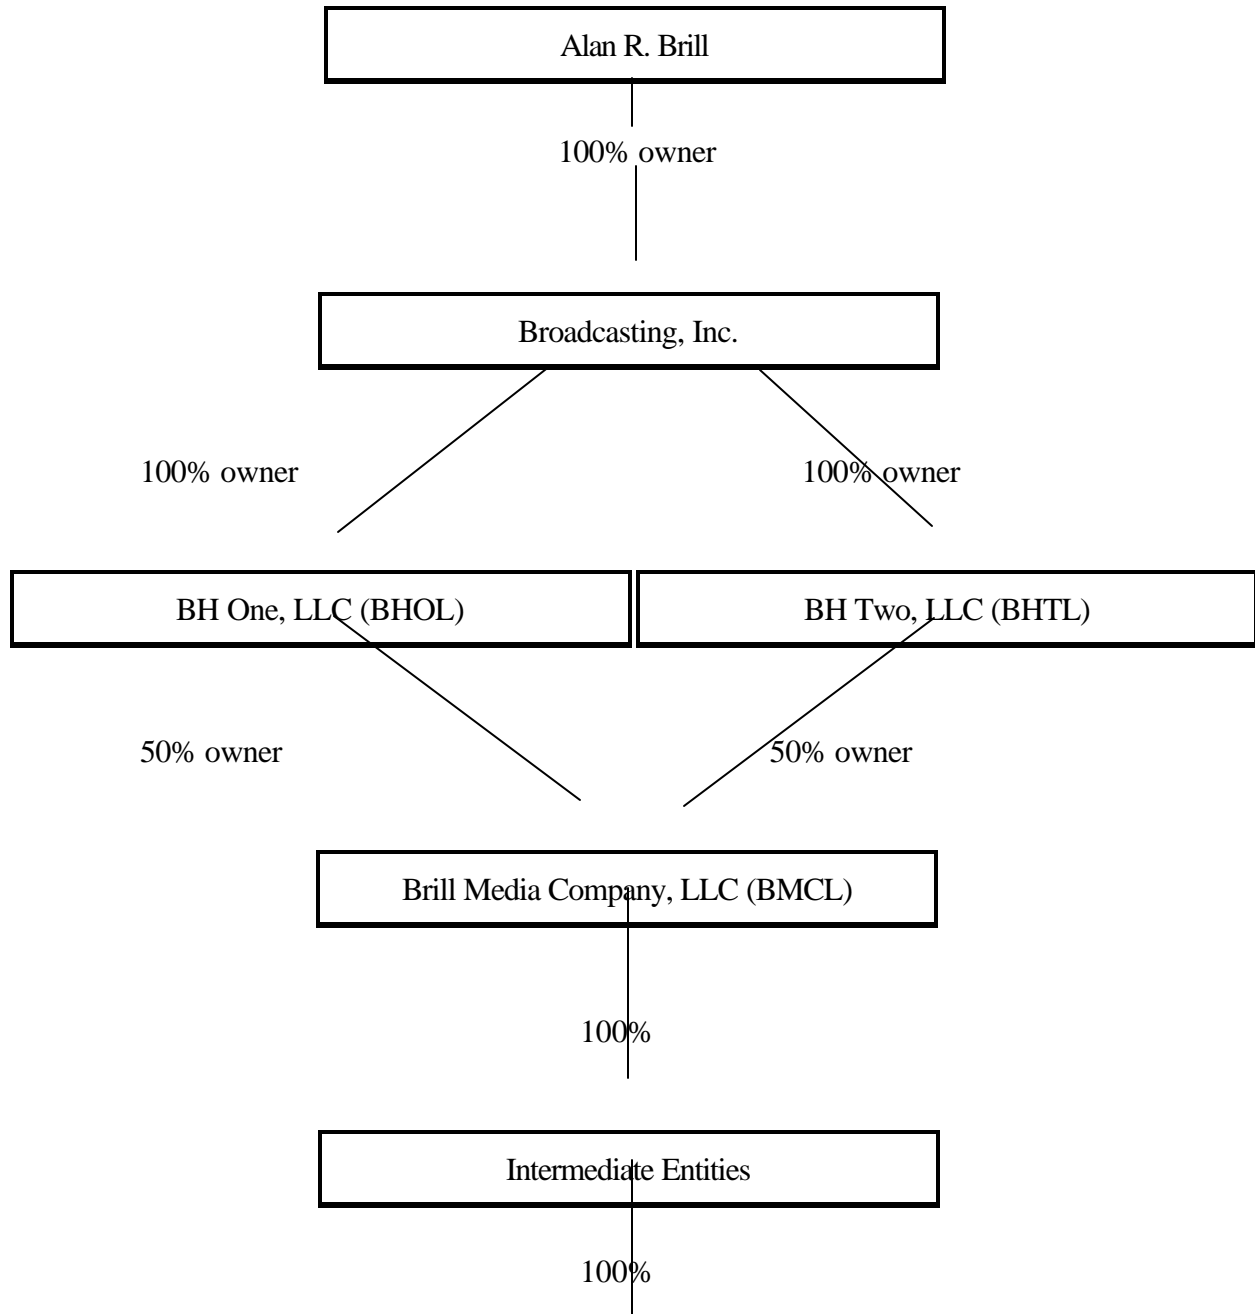 Alan R. Brill
100% owner
Broadcasting, Inc.
100% owner
100% owner
BH One, LLC (BHOL)
BH Two, LLC (BHTL)
50% owner
50% owner
Brill Media Company, LLC (BMCL)
100%
Intermediate Entities
100%